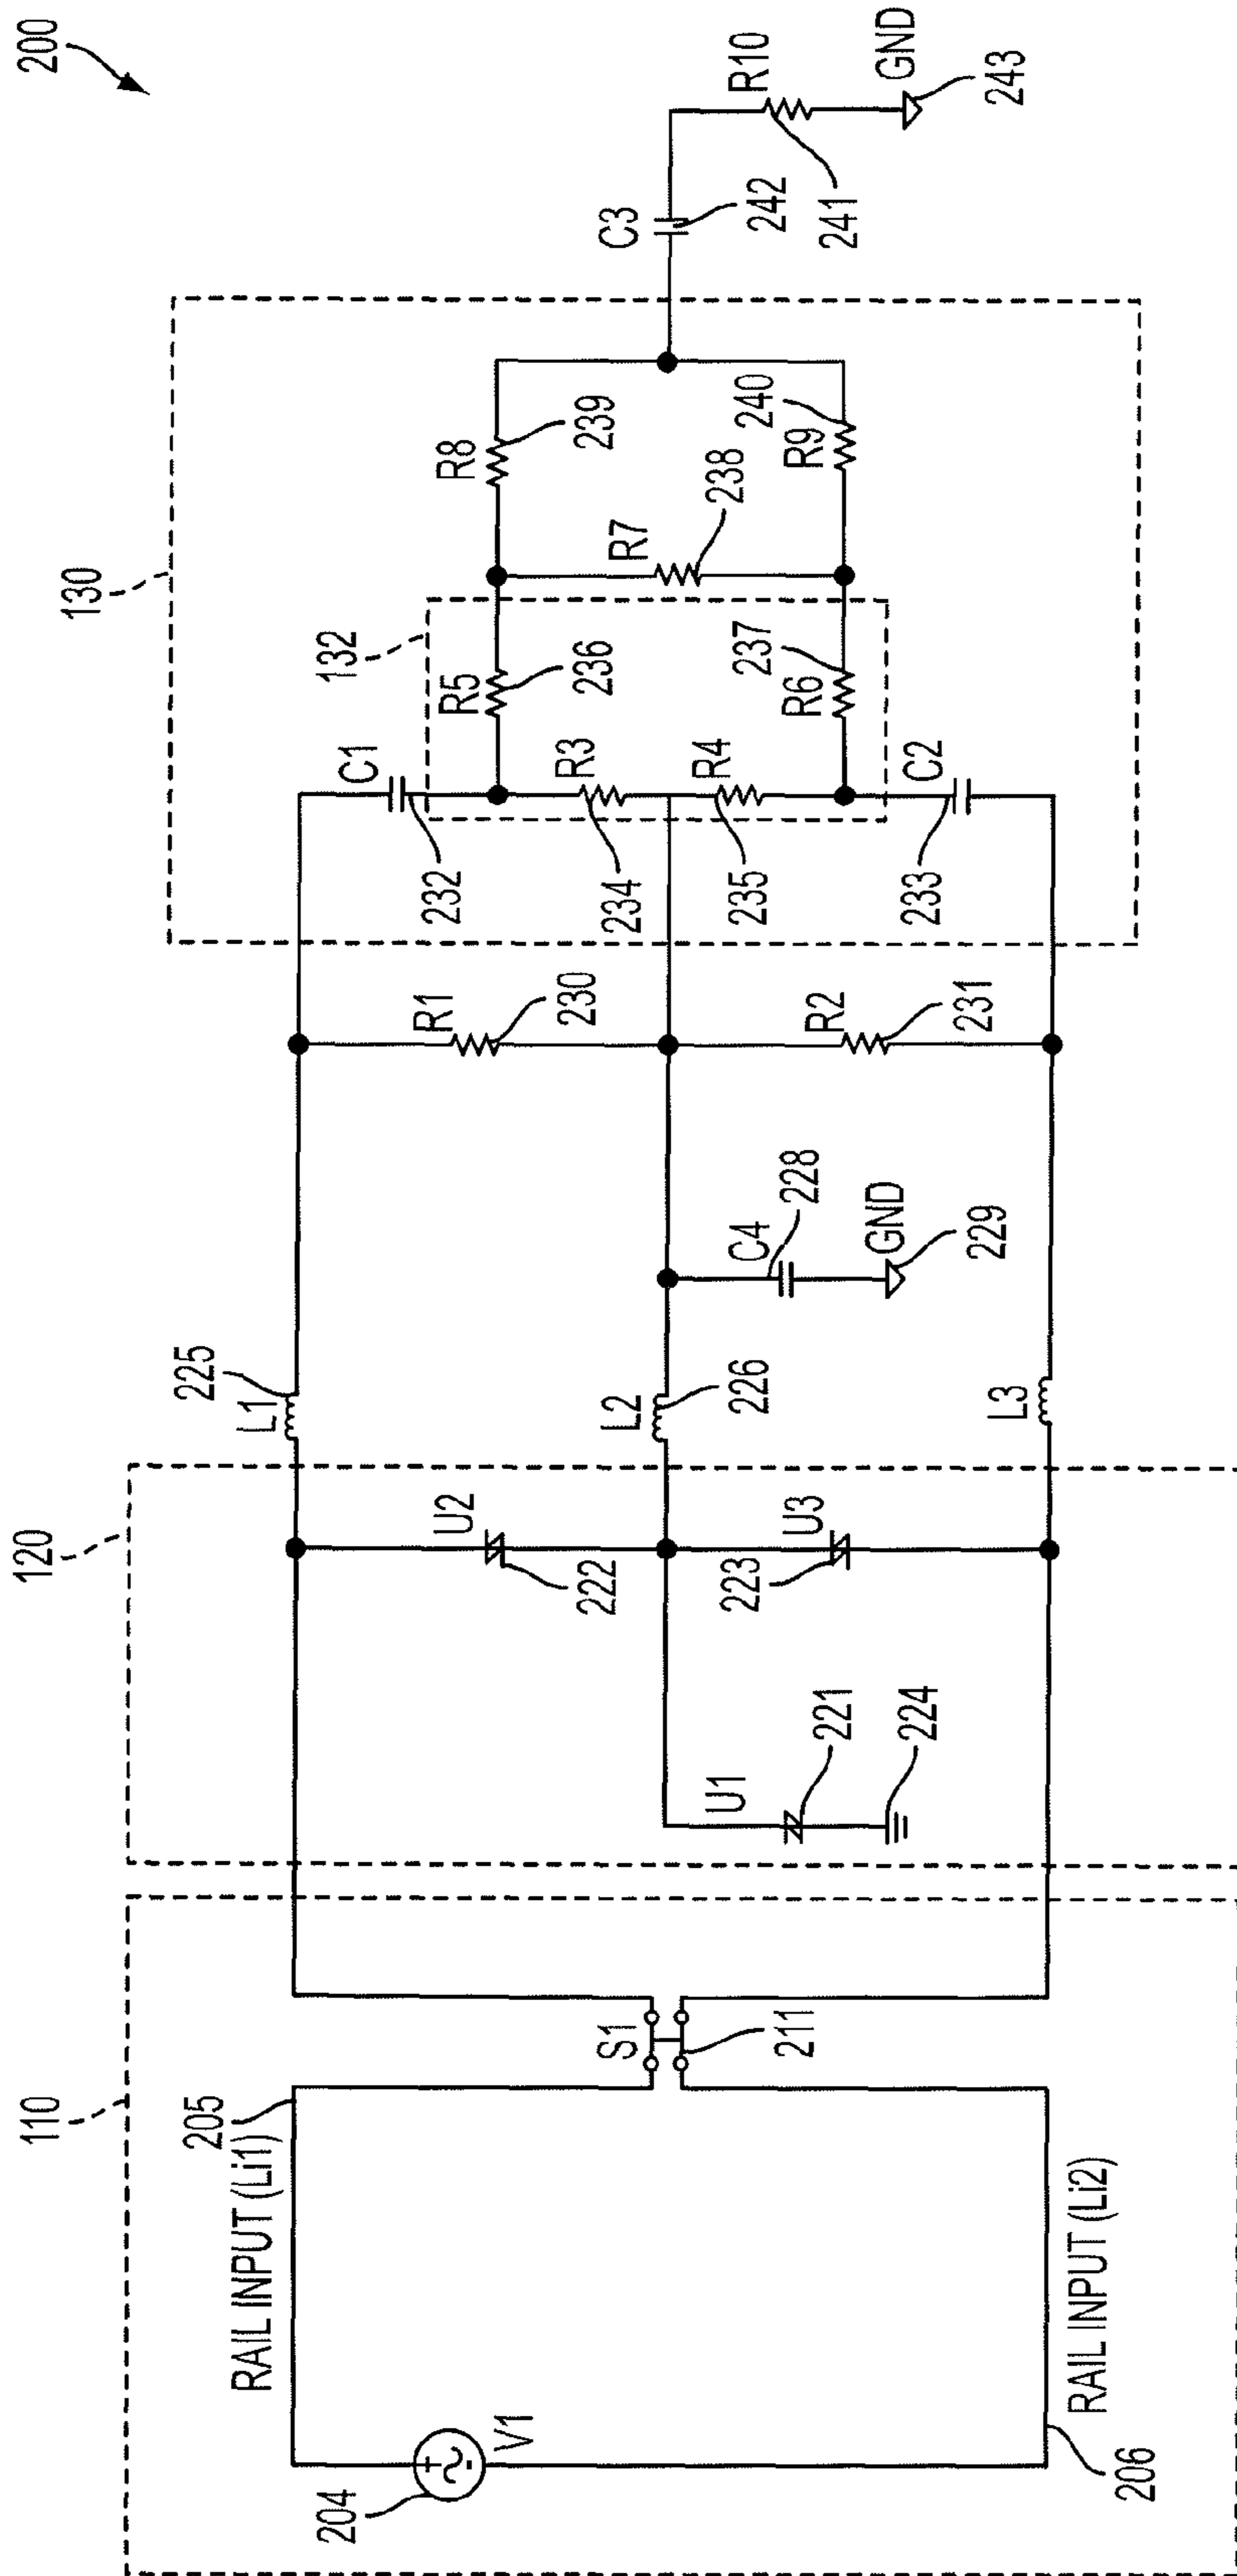 200
110
120
130
132
RAIL INPUT (Li1)
205
204
V1
RAIL INPUT (Li2)
206
S1
211
U1
221
224
U2
222
U3
223
L1
225
L2
226
L3
C4
228
GND
229
R1
230
R2
231
C1
232
R3
234
R4
235
C2
233
R5
236
R6
237
R7
238
R8
239
R9
240
C3
242
R10
241
GND
243